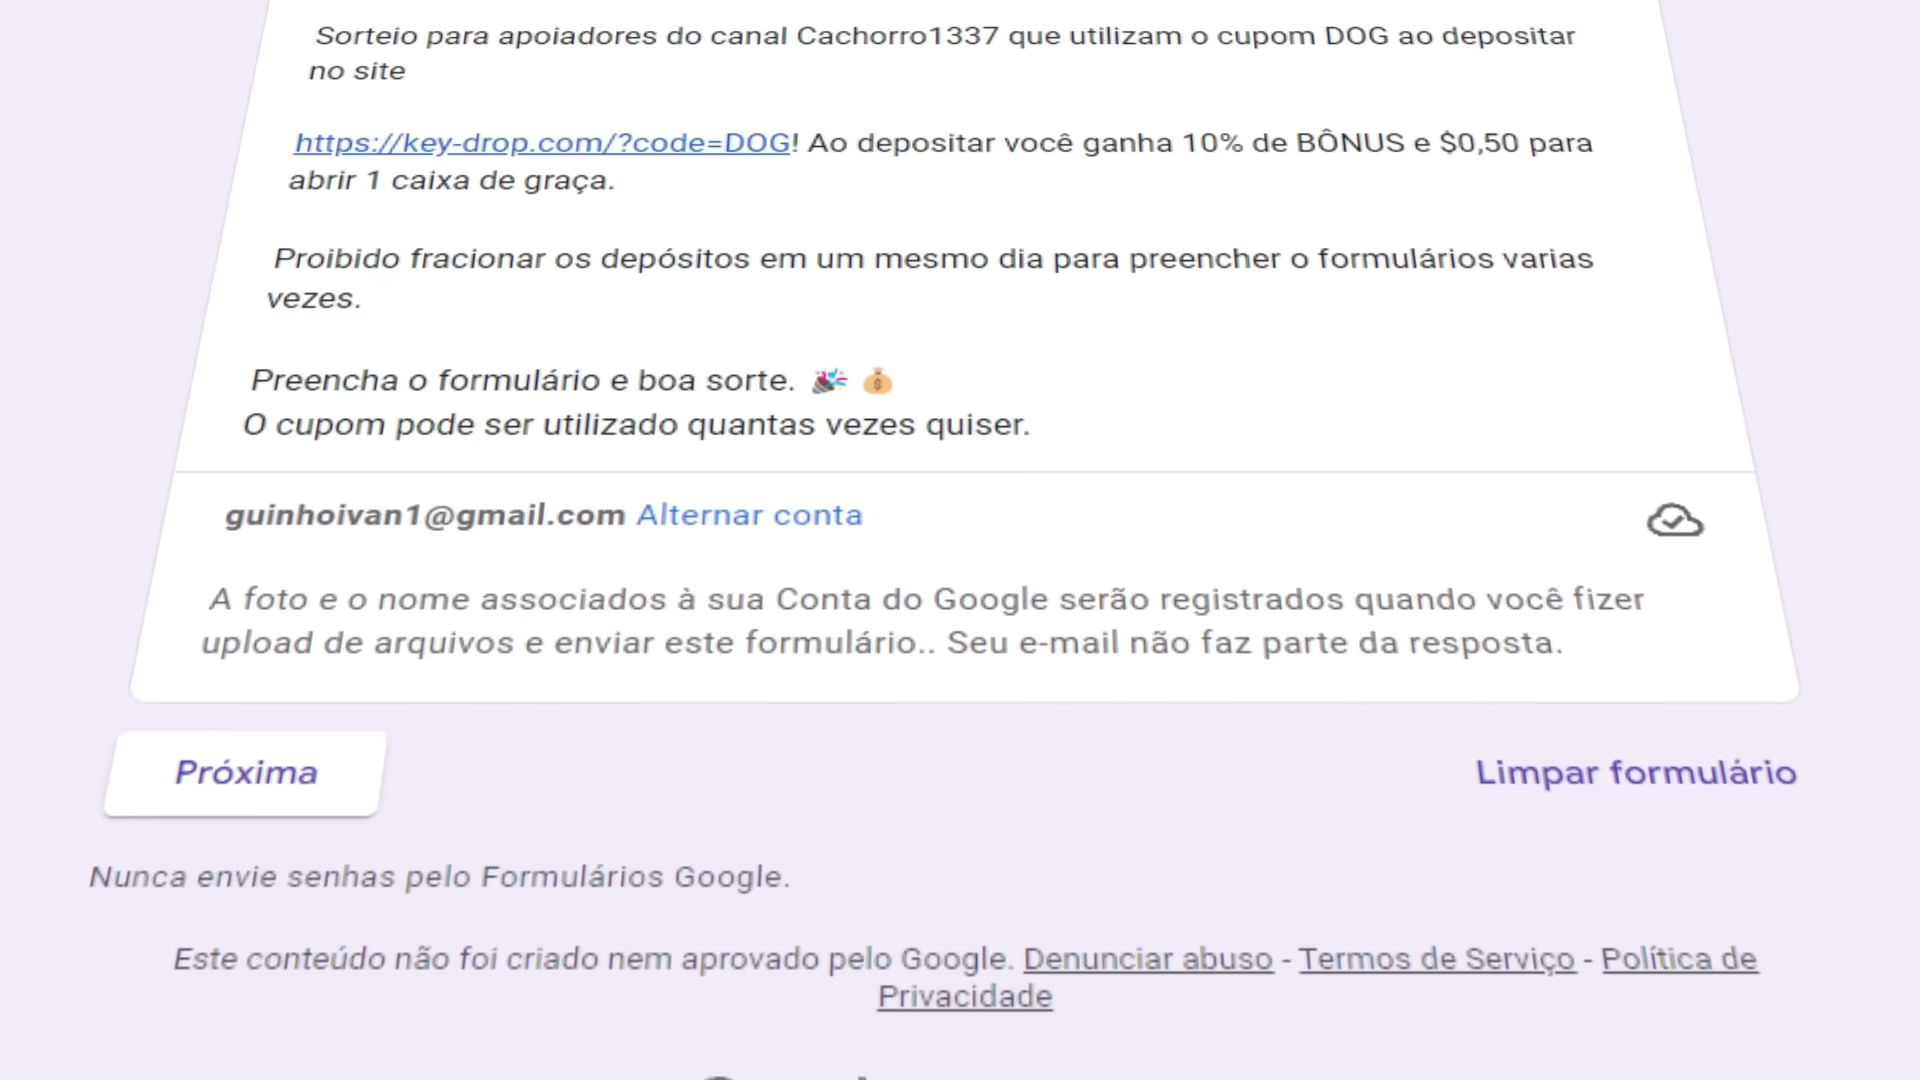 Sorteio para apoiadores do canal Cachorro1337 que utilizam o cupom DOG ao depositar
no site
https://key-drop.com/?code=DOG! Ao depositar você ganha 10% de BÔNUS e $0,50 para
abrir 1 caixa de graça.
Proibido fracionar os depósitos em um mesmo dia para preencher o formulários varias
vezes.
Preencha o formulário e boa sorte. 🎉 💰
O cupom pode ser utilizado quantas vezes quiser.
guinhoivan1@gmail.com Alternar conta
A foto e o nome associados à sua Conta do Google serão registrados quando você fizer
upload de arquivos e enviar este formulário.. Seu e-mail não faz parte da resposta.
Próxima Limpar formulário
Nunca envie senhas pelo Formulários Google.
Este conteúdo não foi criado nem aprovado pelo Google. Denunciar abuso - Termos de Serviço - Política de
Privacidade